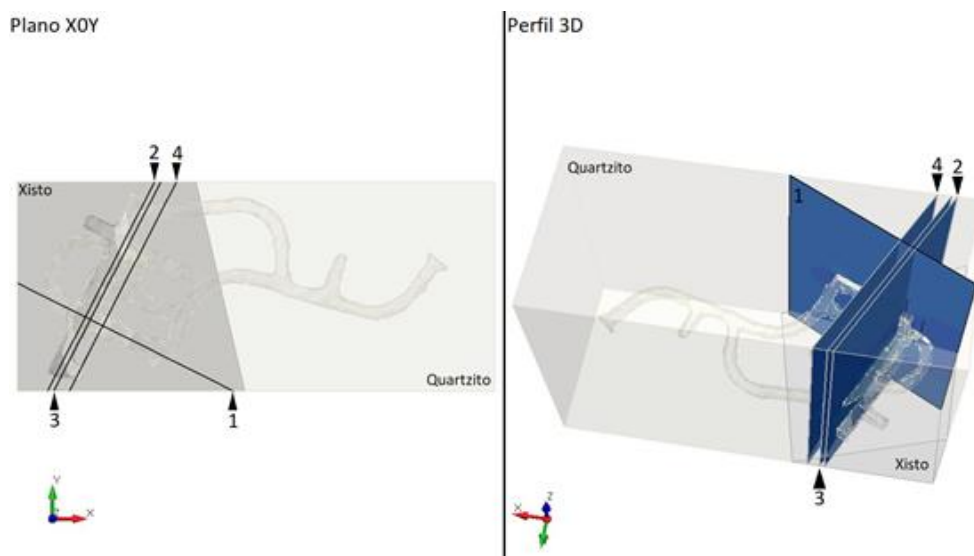 Plano X0Y
2 4
Xisto
Quartzito
3
1
Y
X
Perfil 3D
Quartzito
4 2
1
Xisto
3
Z
X
Y